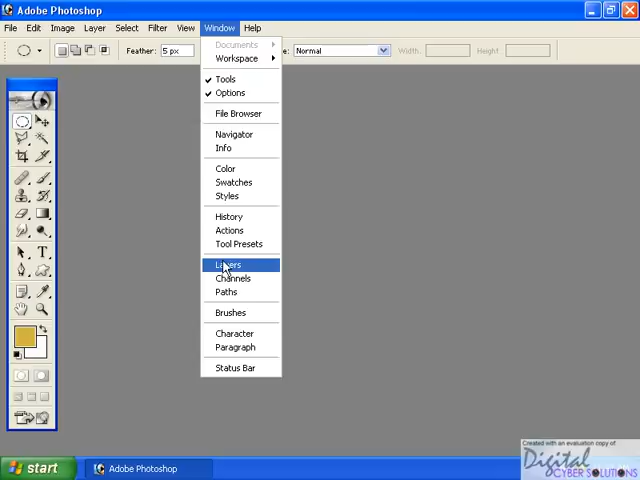 Adobe Photoshop
File Edit Image Layer Select Filter View Window Help
Feather: 5 px
Normal
Width:
Height:
Documents
Workspace
Tools
Options
File Browser
Navigator
Info
Color
Swatches
Styles
History
Actions
Tool Presets
Layers
Channels
Paths
Brushes
Character
Paragraph
Status Bar
start
Adobe Photoshop
Created with an evaluation copy of
Digital
CYBER SOLUTIONS